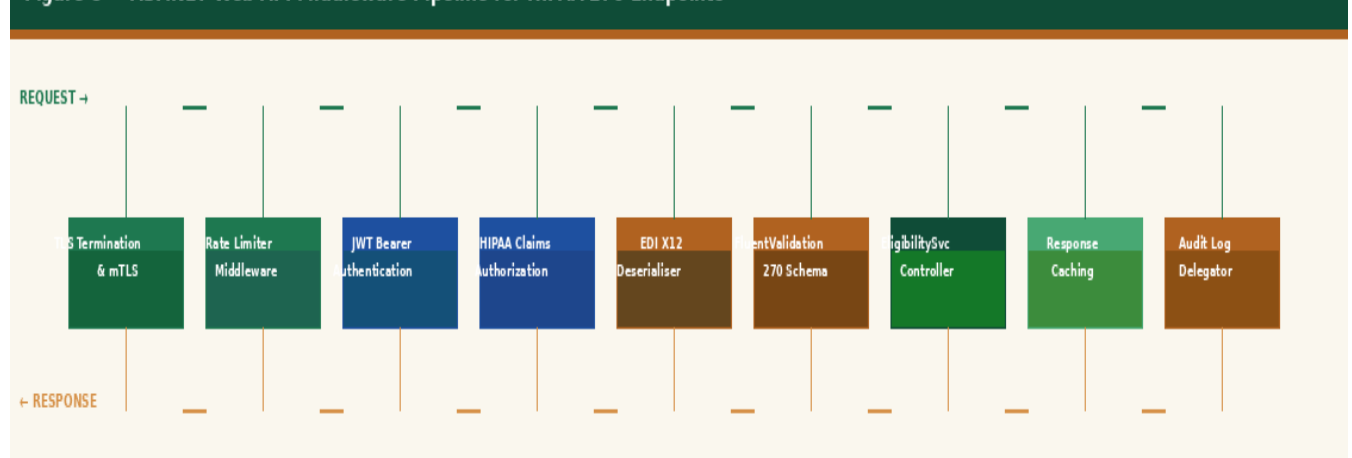 REQUEST →
Termination
& mTLS
Rate Limiter
Middleware
JWT Bearer
uthentication
HIPAA Claims
Authorization
EDI X12
Deserialiser
entValidation
270 Schema
igibilitySvc
Controller
Response
Caching
Audit Log
Delegator
← RESPONSE